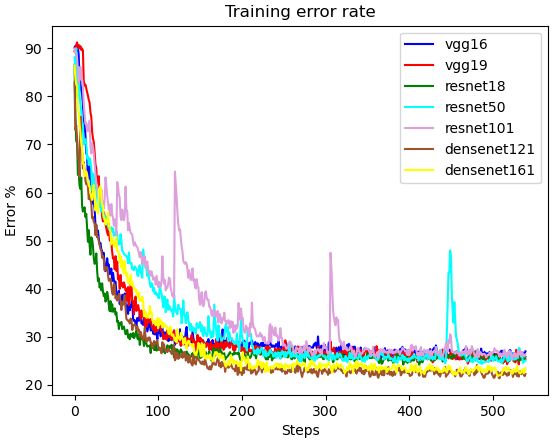 Training error rate
Error %
90
80
70
60
50
40
30
20
vgg16
vgg19
resnet18
resnet50
resnet101
densenet121
densenet161
0
100
200
300
400
500
Steps